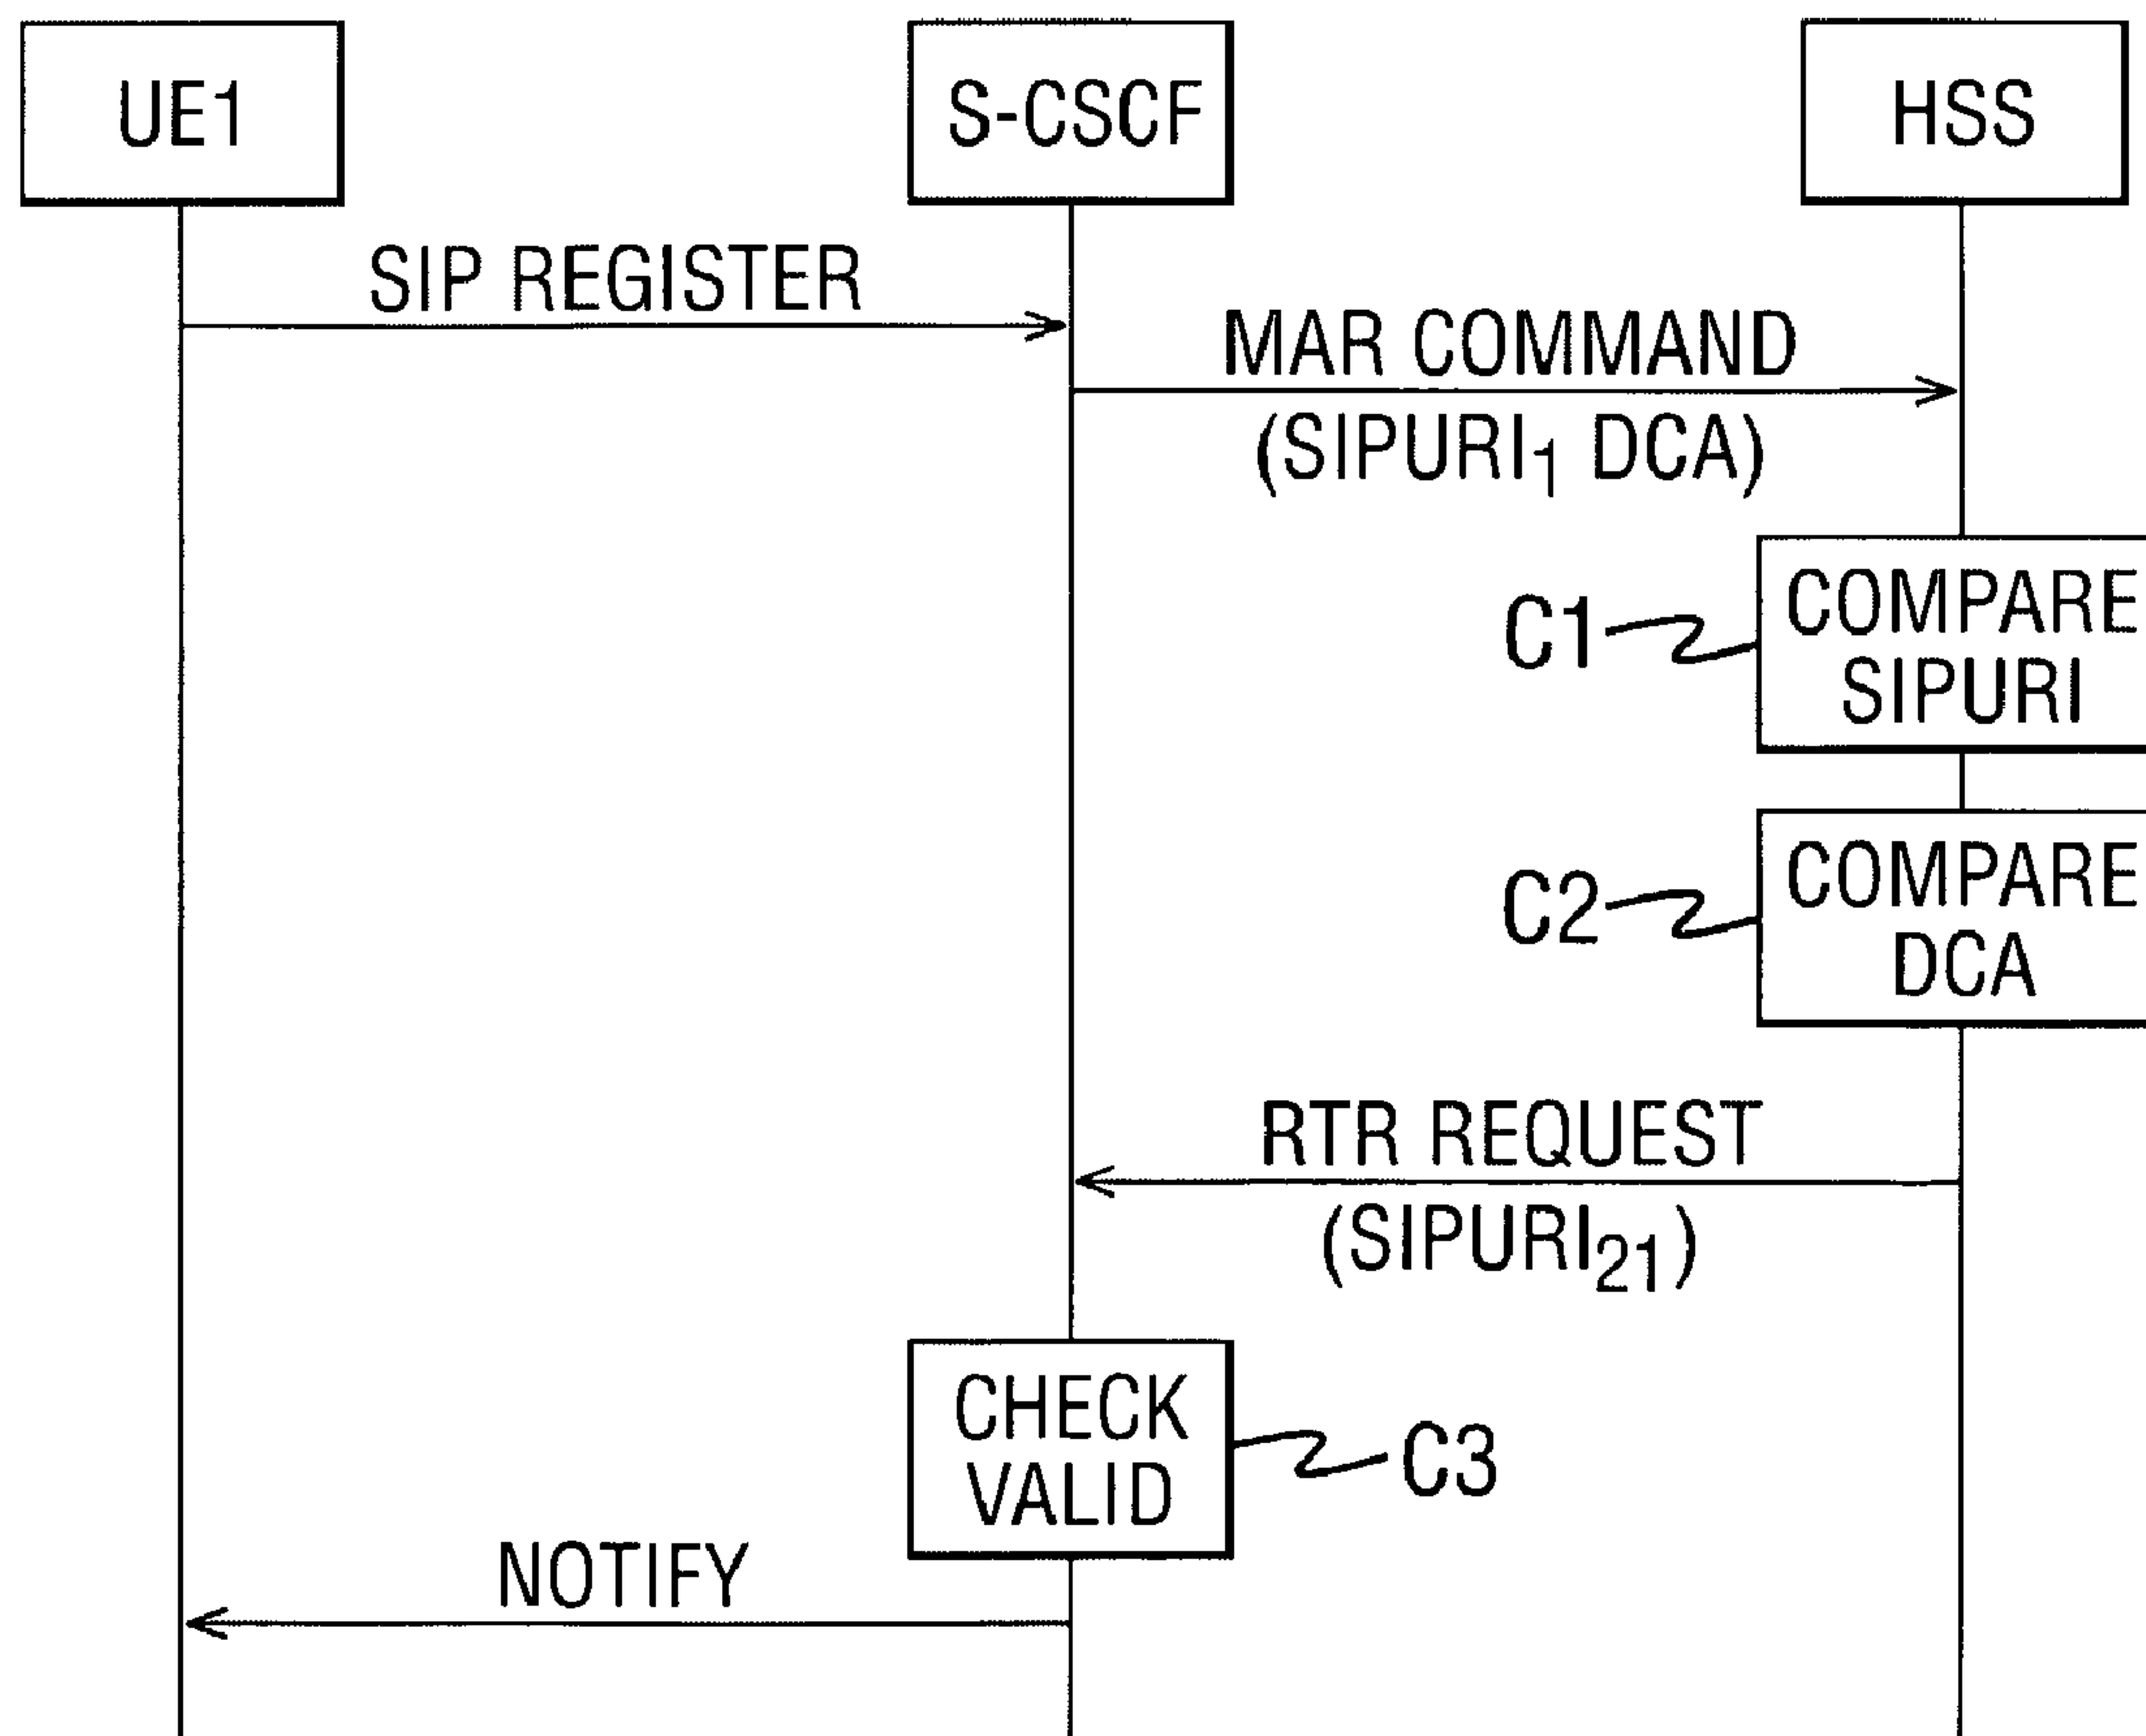 UE1
S-CSCF
HSS
SIP REGISTER
MAR COMMAND
(SIPURI₁ DCA)
C1
COMPARE
SIPURI
C2
COMPARE
DCA
RTR REQUEST
(SIPURI₂₁)
CHECK
VALID
C3
NOTIFY